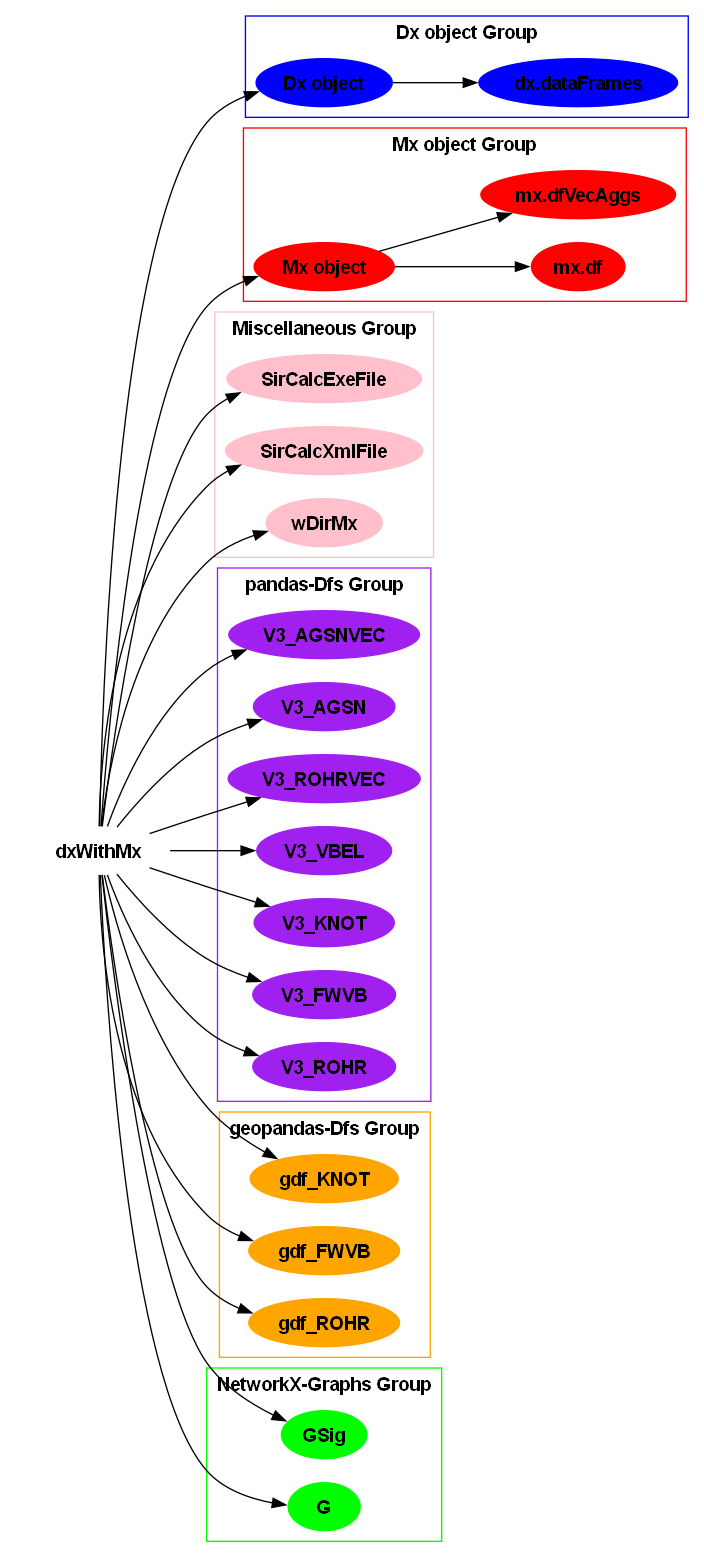 Dx object Group
Dx object
dx.dataFrames
Mx object Group
mx.dfVecAggs
Mx object
mx.df
Miscellaneous Group
SirCalcExeFile
SirCalcXmlFile
wDirMx
pandas-Dfs Group
V3_AGSNVEC
V3_AGSN
V3_ROHRVEC
dxWithMx
V3_VBEL
V3_KNOT
V3_FWVB
V3_ROHR
geopandas-Dfs Group
gdf_KNOT
gdf_FWVB
gdf_ROHR
NetworkX-Graphs Group
GSig
G